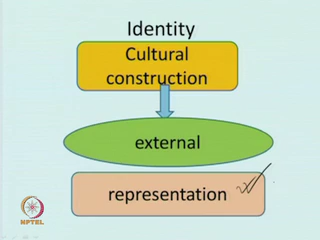 Identity
Cultural
construction
external
representation
NPTEL